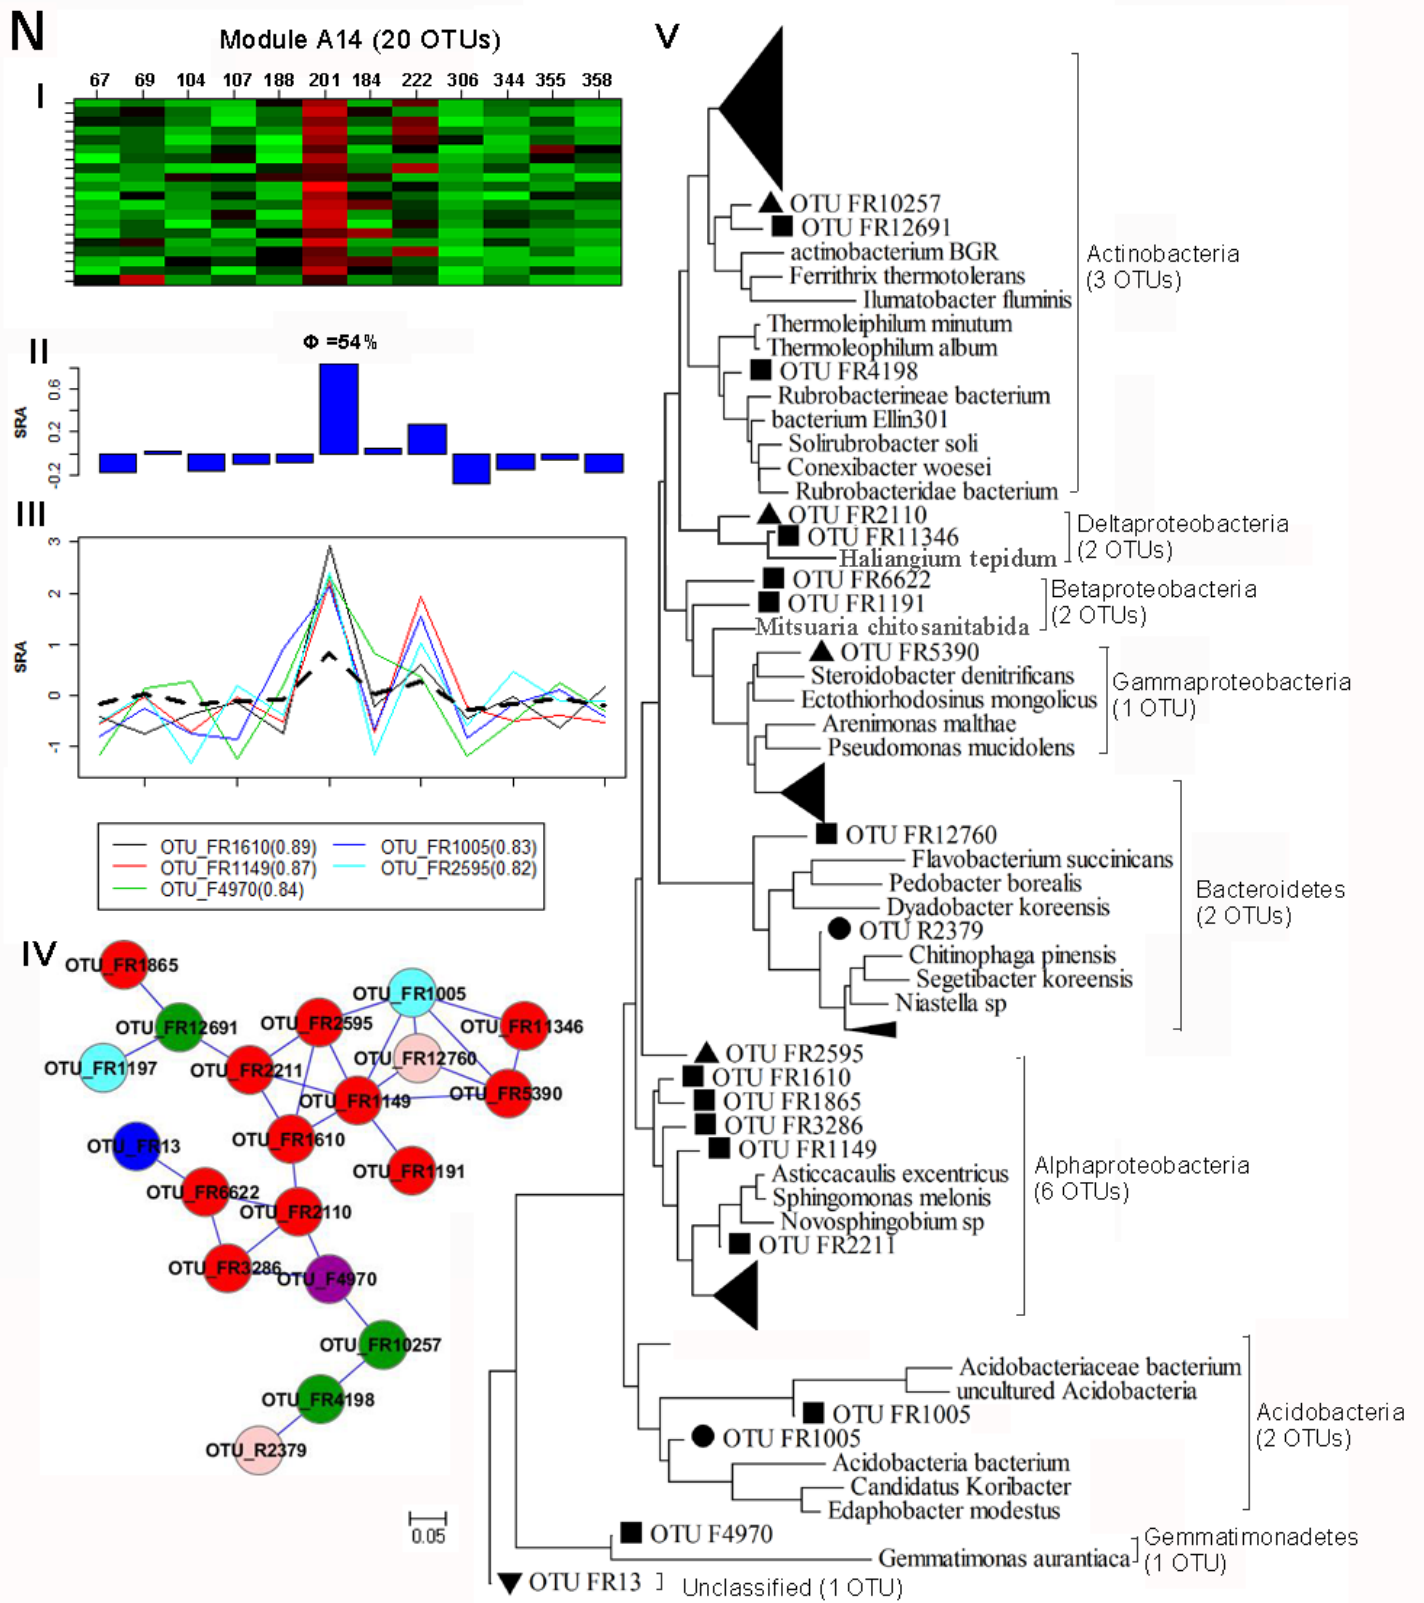 N
Module A14 (20 OTUs)
I
67 69 104 107 188 201 184 222 306 344 355 358
II
Φ =54%
SRA
-0.2 0.2 0.6
III
SRA
3
2
1
0
-1
OTU_FR1610(0.89)
OTU_FR1149(0.87)
OTU_F4970(0.84)
OTU_FR1005(0.83)
OTU_FR2595(0.82)
IV
OTU_FR1865
OTU_FR1005
OTU_FR12691
OTU_FR2595
OTU_FR11346
OTU_FR1197
OTU_FR2211
OTU_FR12760
OTU_FR1149
OTU_FR5390
OTU_FR13
OTU_FR1610
OTU_FR1191
OTU_FR6622
OTU_FR2110
OTU_FR3286
OTU_F4970
OTU_FR10257
OTU_FR4198
OTU_R2379
V
OTU FR10257
OTU FR12691
actinobacterium BGR
Ferrithrix thermotolerans
Ilumatobacter fluminis
Thermoleiphilum minutum
Thermoleophilum album
OTU FR4198
Rubrobacterineae bacterium
bacterium Ellin301
Solirubrobacter soli
Conexibacter woesei
Rubrobacteridae bacterium
Actinobacteria
(3 OTUs)
OTU FR2110
OTU FR11346
Haliangium tepidum
Deltaproteobacteria
(2 OTUs)
OTU FR6622
OTU FR1191
Mitsuaria chitosanitabida
Betaproteobacteria
(2 OTUs)
OTU FR5390
Steroidobacter denitrificans
Ectothiorhodosinus mongolicus
Arenimonas malthae
Pseudomonas mucidolens
Gammaproteobacteria
(1 OTU)
OTU FR12760
Flavobacterium succinicans
Pedobacter borealis
Dyadobacter koreensis
OTU R2379
Chitinophaga pinensis
Segetibacter koreensis
Niastella sp
Bacteroidetes
(2 OTUs)
OTU FR2595
OTU FR1610
OTU FR1865
OTU FR3286
OTU FR1149
Asticcacaulis excentricus
Sphingomonas melonis
Novosphingobium sp
OTU FR2211
Alphaproteobacteria
(6 OTUs)
Acidobacteriaceae bacterium
uncultured Acidobacteria
OTU FR1005
OTU FR1005
Acidobacteria bacterium
Candidatus Koribacter
Edaphobacter modestus
Acidobacteria
(2 OTUs)
OTU F4970
Gemmatimonas aurantiaca
Gemmatimonadetes
(1 OTU)
OTU FR13
Unclassified (1 OTU)
0.05